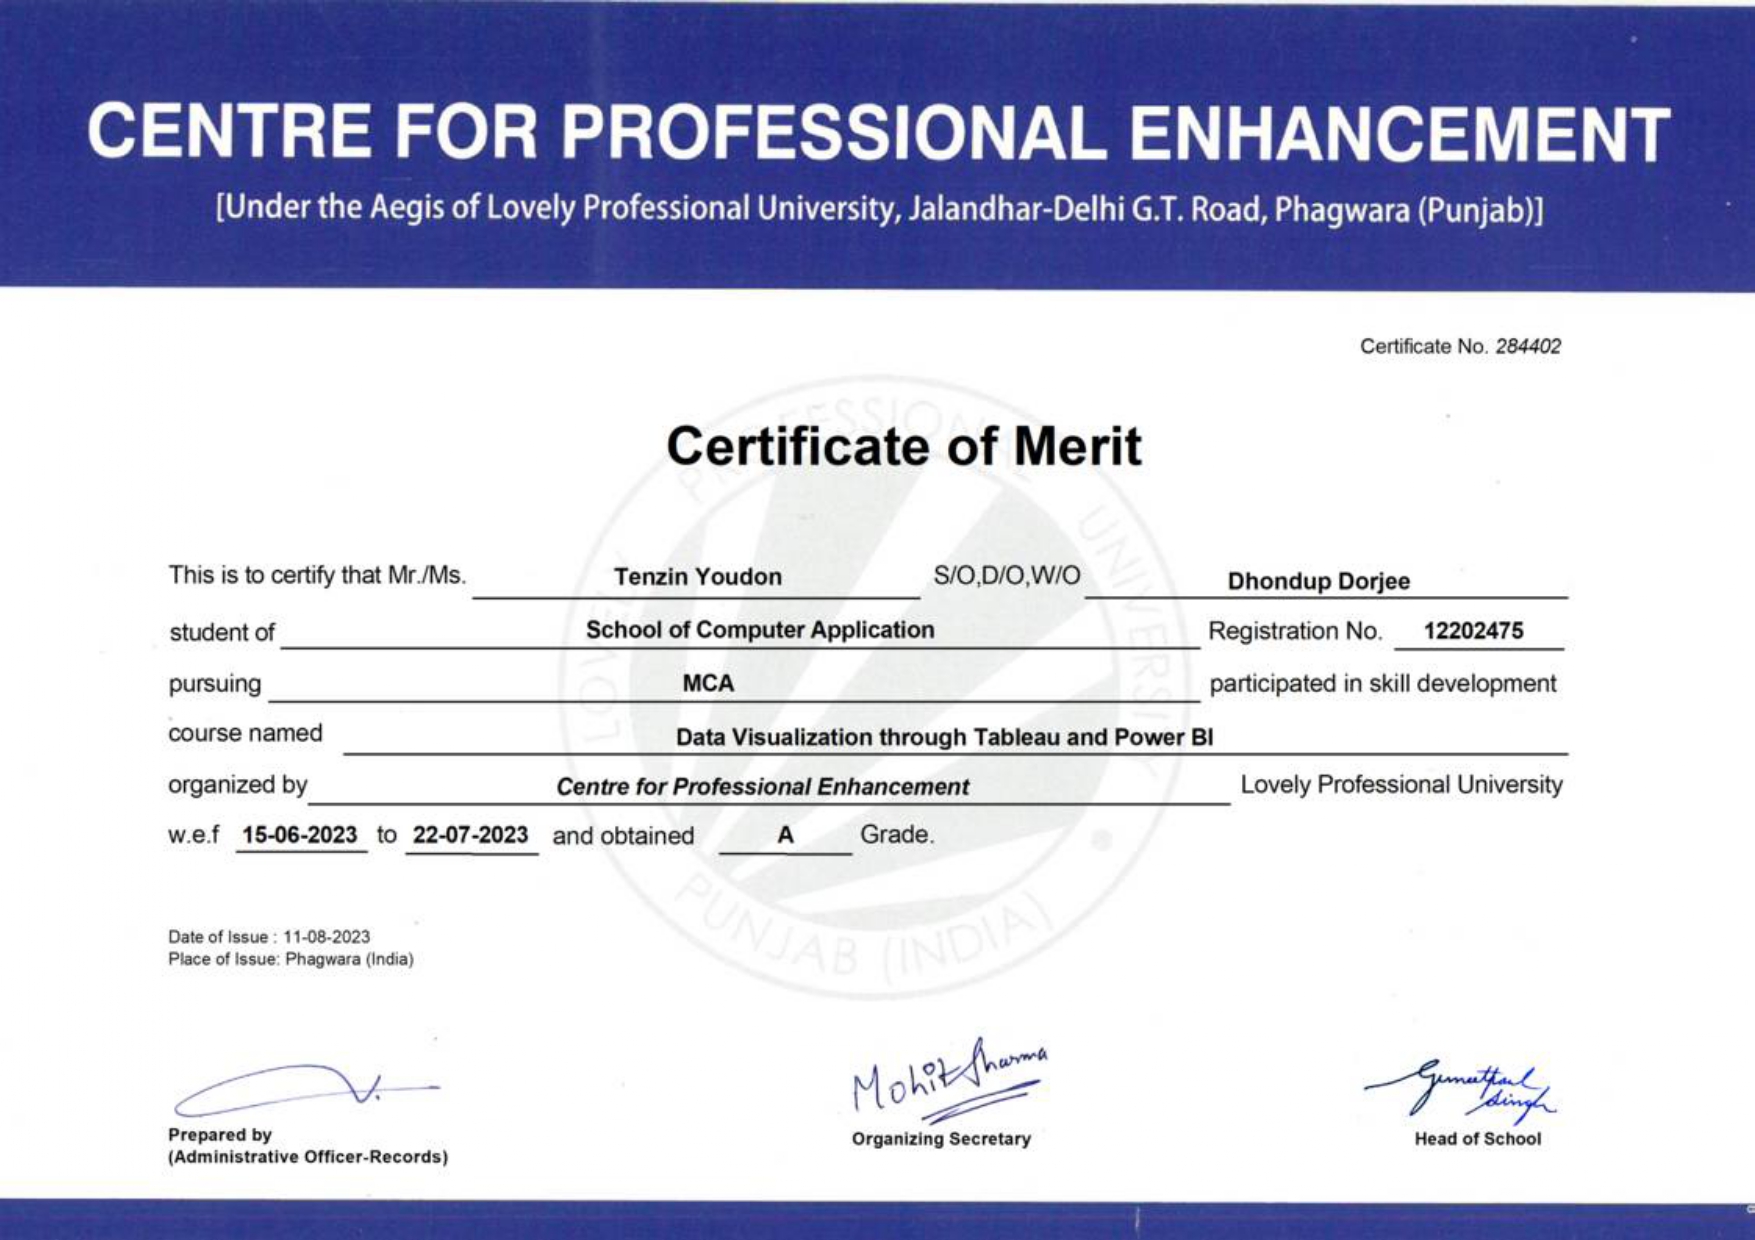 CENTRE FOR PROFESSIONAL ENHANCEMENT
[Under the Aegis of Lovely Professional University, Jalandhar-Delhi G.T. Road, Phagwara (Punjab)]
Certificate No. 284402
Certificate of Merit
This is to certify that Mr./Ms. Tenzin Youdon S/O,D/O,W/O Dhondup Dorjee
student of School of Computer Application Registration No. 12202475
pursuing MCA participated in skill development
course named Data Visualization through Tableau and Power BI
organized by Centre for Professional Enhancement Lovely Professional University
w.e.f 15-06-2023 to 22-07-2023 and obtained A Grade.
LOVELY PROFESSIONAL UNIVERSITY
PUNJAB (INDIA)
Date of Issue : 11-08-2023
Place of Issue: Phagwara (India)
Mohit Sharma
Singh
Prepared by
(Administrative Officer-Records)
Organizing Secretary
Head of School